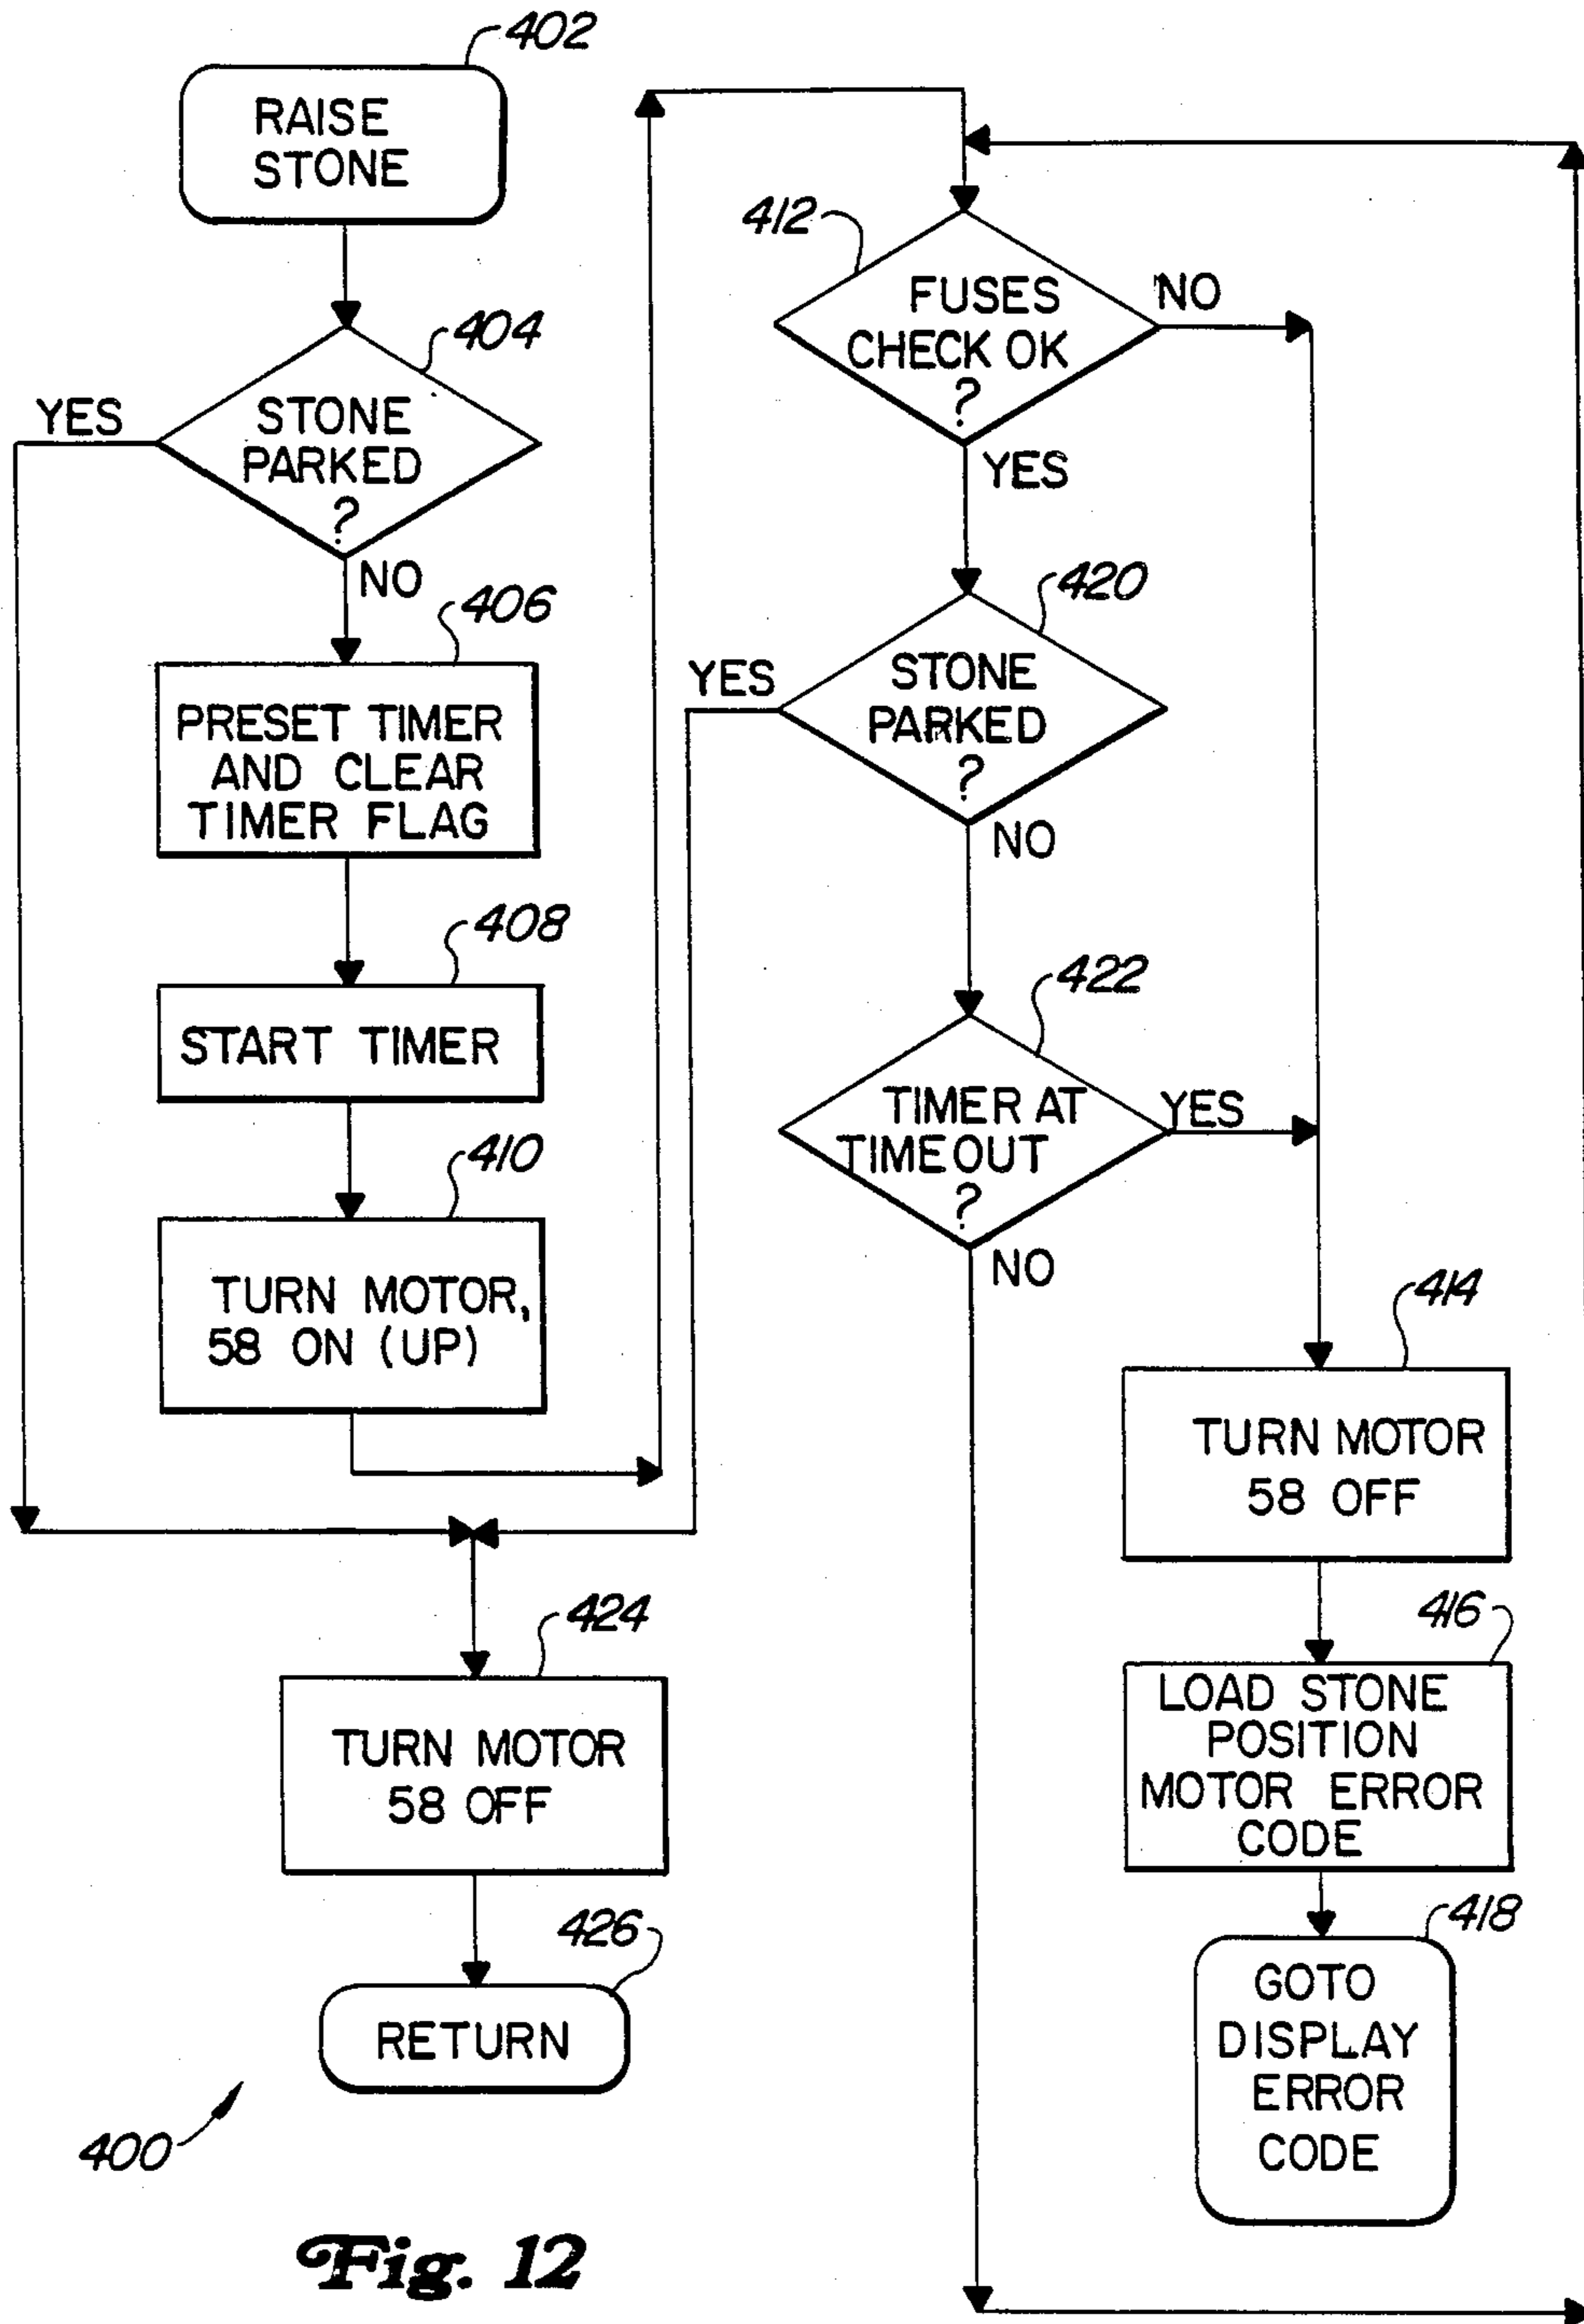 402
RAISE
STONE
404
YES
STONE
PARKED
?
NO
406
PRESET TIMER
AND CLEAR
TIMER FLAG
408
START TIMER
410
TURN MOTOR,
58 ON (UP)
412
FUSES
CHECK OK
?
NO
YES
420
YES
STONE
PARKED
?
NO
422
TIMER AT
TIMEOUT
?
YES
NO
414
TURN MOTOR
58 OFF
416
LOAD STONE
POSITION
MOTOR ERROR
CODE
418
GOTO
DISPLAY
ERROR
CODE
424
TURN MOTOR
58 OFF
426
RETURN
400
Fig. 12